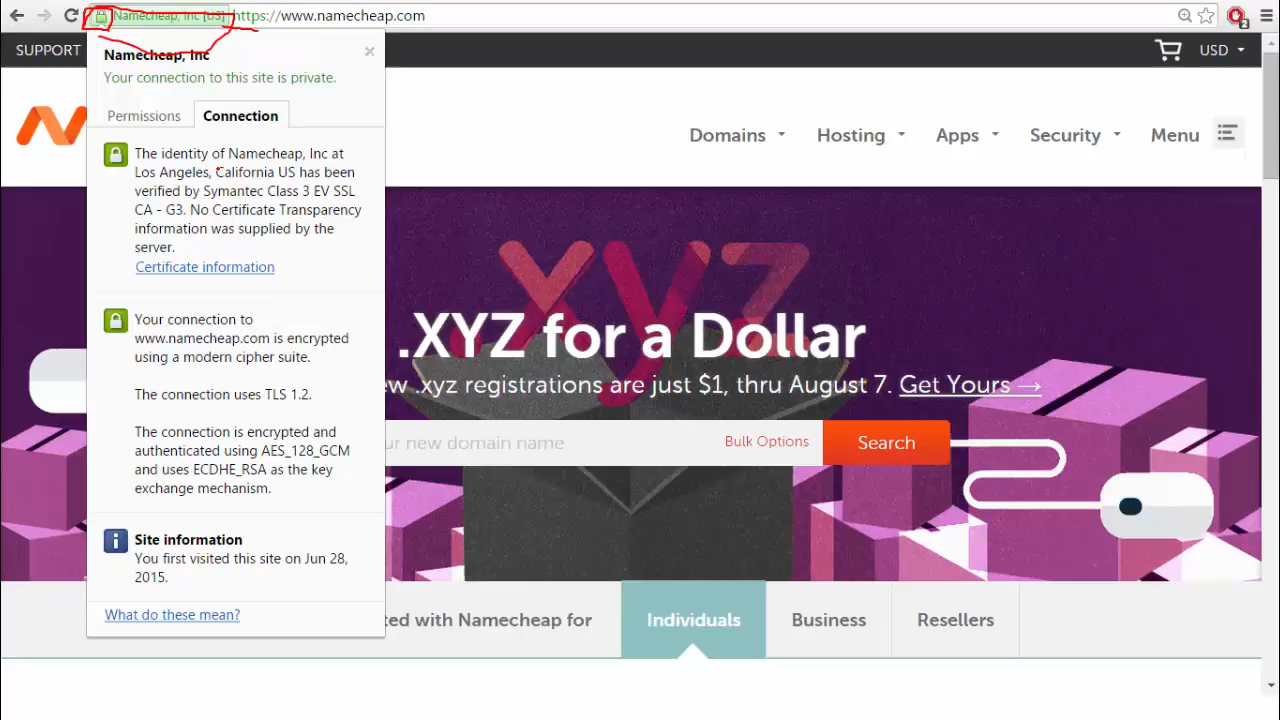 Namecheap, Inc [US] https://www.namecheap.com
2
SUPPORT
USD
Namecheap, Inc
Your connection to this site is private.
Permissions
Connection
The identity of Namecheap, Inc at
Los Angeles, California US has been
verified by Symantec Class 3 EV SSL
CA - G3. No Certificate Transparency
information was supplied by the
server.
Certificate information
Your connection to
www.namecheap.com is encrypted
using a modern cipher suite.
The connection uses TLS 1.2.
The connection is encrypted and
authenticated using AES_128_GCM
and uses ECDHE_RSA as the key
exchange mechanism.
Site information
You first visited this site on Jun 28,
2015.
What do these mean?
Domains
Hosting
Apps
Security
Menu
xyz
.XYZ for a Dollar
.xyz registrations are just $1, thru August 7. Get Yours →
new domain name
Bulk Options
Search
with Namecheap for
Individuals
Business
Resellers